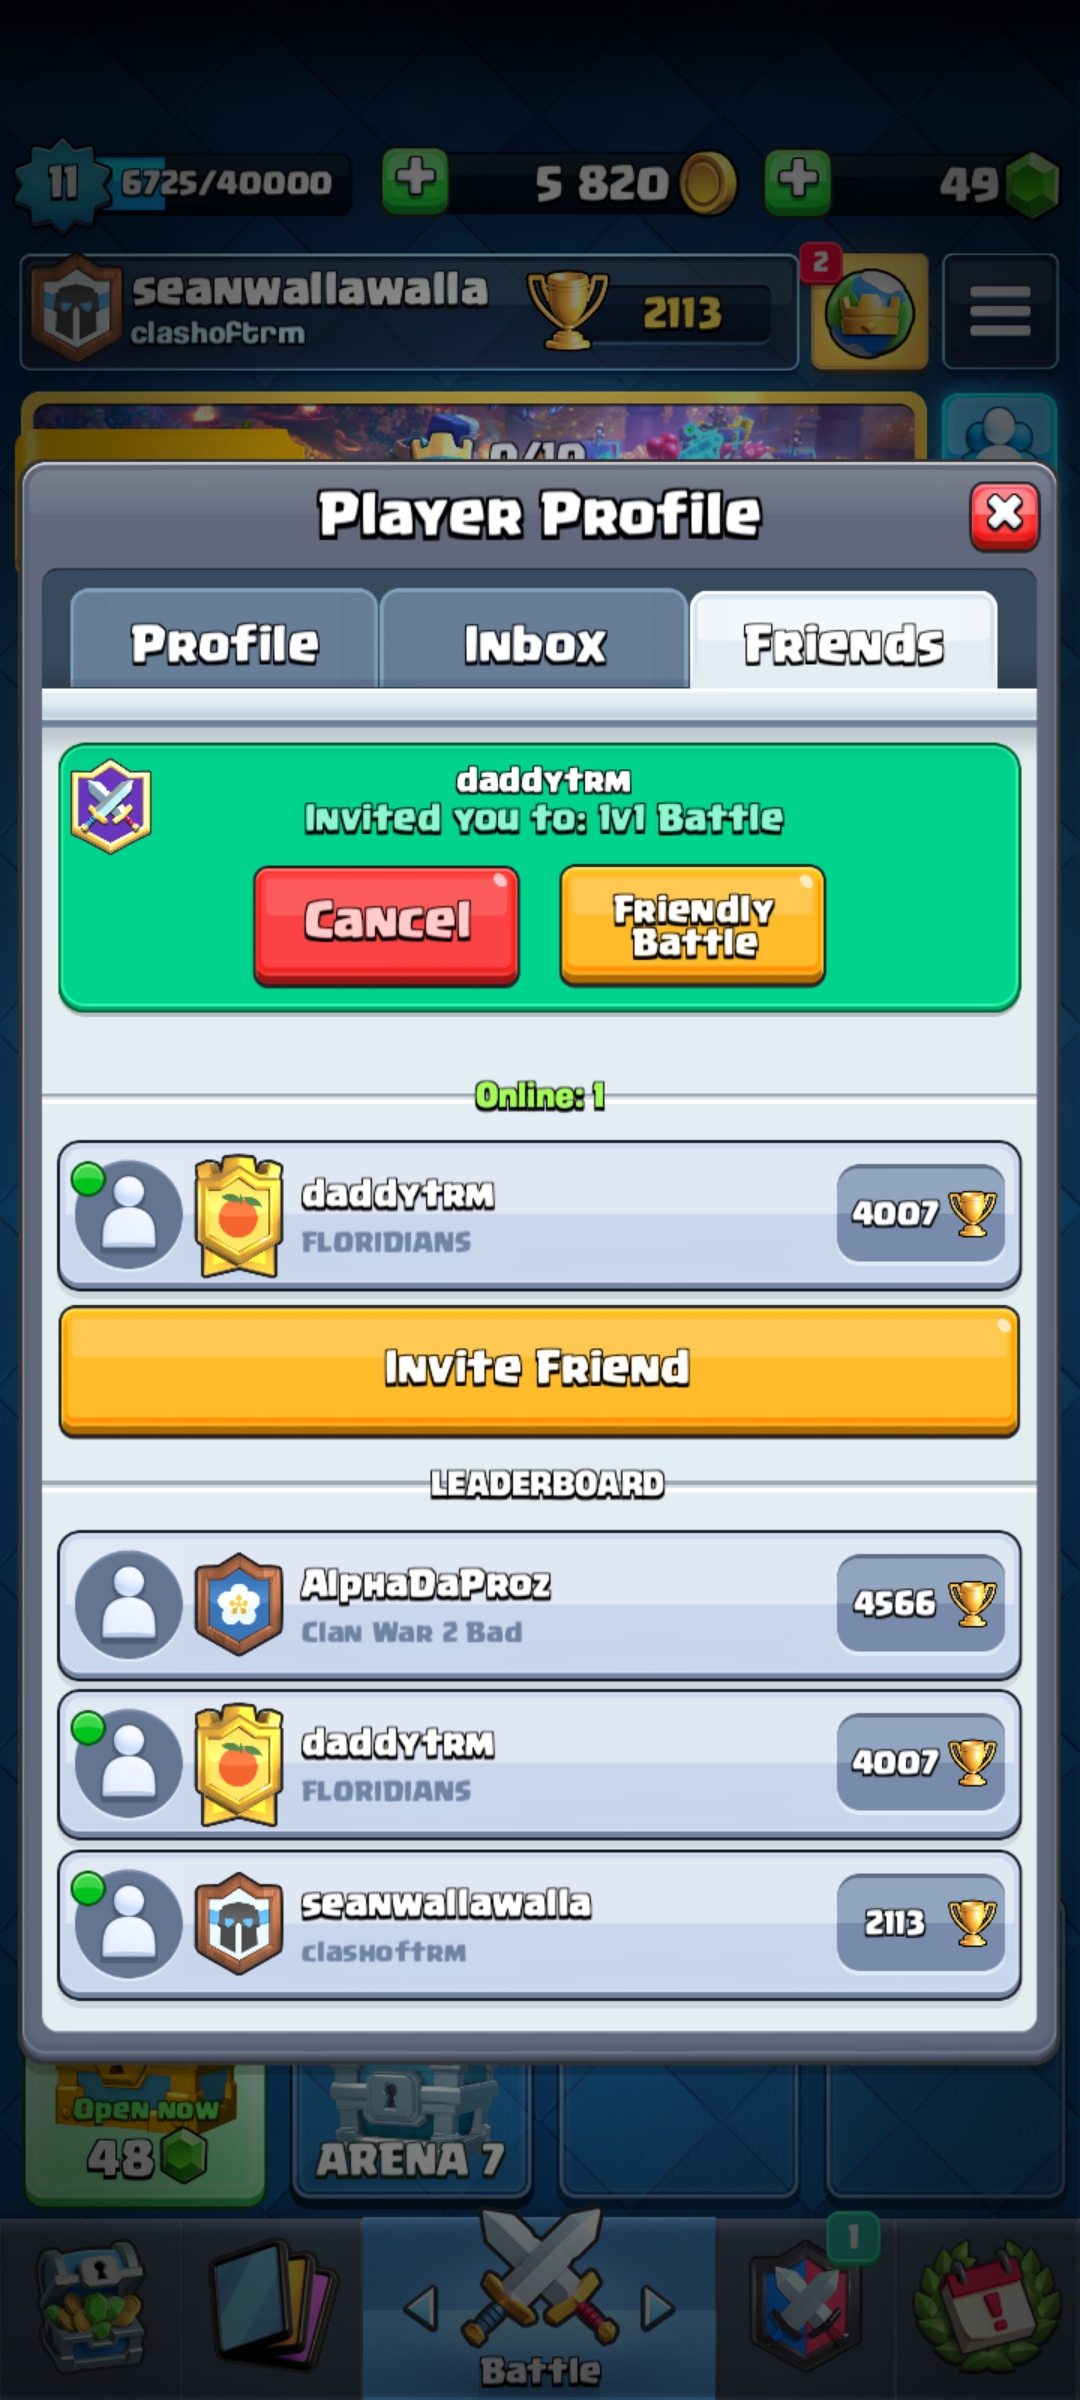 11
6725/40000
5 820
49
seanwallawalla
clashoftrm
2113
2
Player Profile
Profile
Inbox
Friends
daddytrm
Invited you to: 1v1 Battle
Cancel
Friendly
Battle
Online: 1
daddytrm
FLORIDIANS
4007
Invite Friend
LEADERBOARD
AlphaDaProz
Clan War 2 Bad
4566
daddytrm
FLORIDIANS
4007
seanwallawalla
clashoftrm
2113
Open now
48
ARENA 7
1
Battle